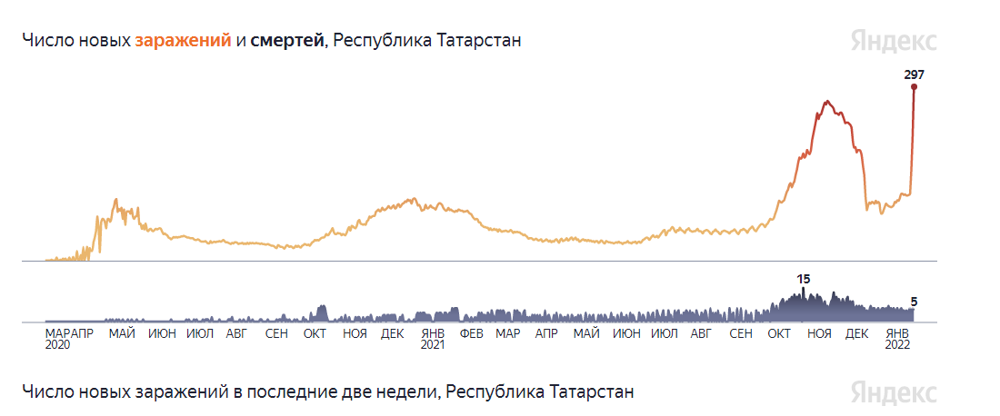 Число новых заражений и смертей, Республика Татарстан
Яндекс
297
15
5
МАР АПР МАЙ ИЮН ИЮЛ АВГ СЕН ОКТ НОЯ ДЕК ЯНВ ФЕВ МАР АПР МАЙ ИЮН ИЮЛ АВГ СЕН ОКТ НОЯ ДЕК ЯНВ
2020 2021 2022
Число новых заражений в последние две недели, Республика Татарстан
Яндекс